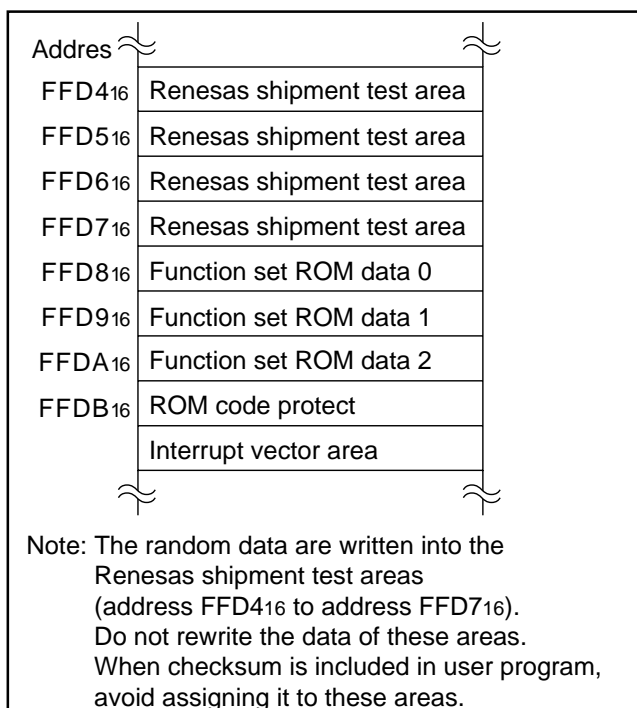 Addres
FFD416 Renesas shipment test area
FFD516 Renesas shipment test area
FFD616 Renesas shipment test area
FFD716 Renesas shipment test area
FFD816 Function set ROM data 0
FFD916 Function set ROM data 1
FFDA16 Function set ROM data 2
FFDB16 ROM code protect
Interrupt vector area
Note: The random data are written into the
Renesas shipment test areas
(address FFD416 to address FFD716).
Do not rewrite the data of these areas.
When checksum is included in user program,
avoid assigning it to these areas.